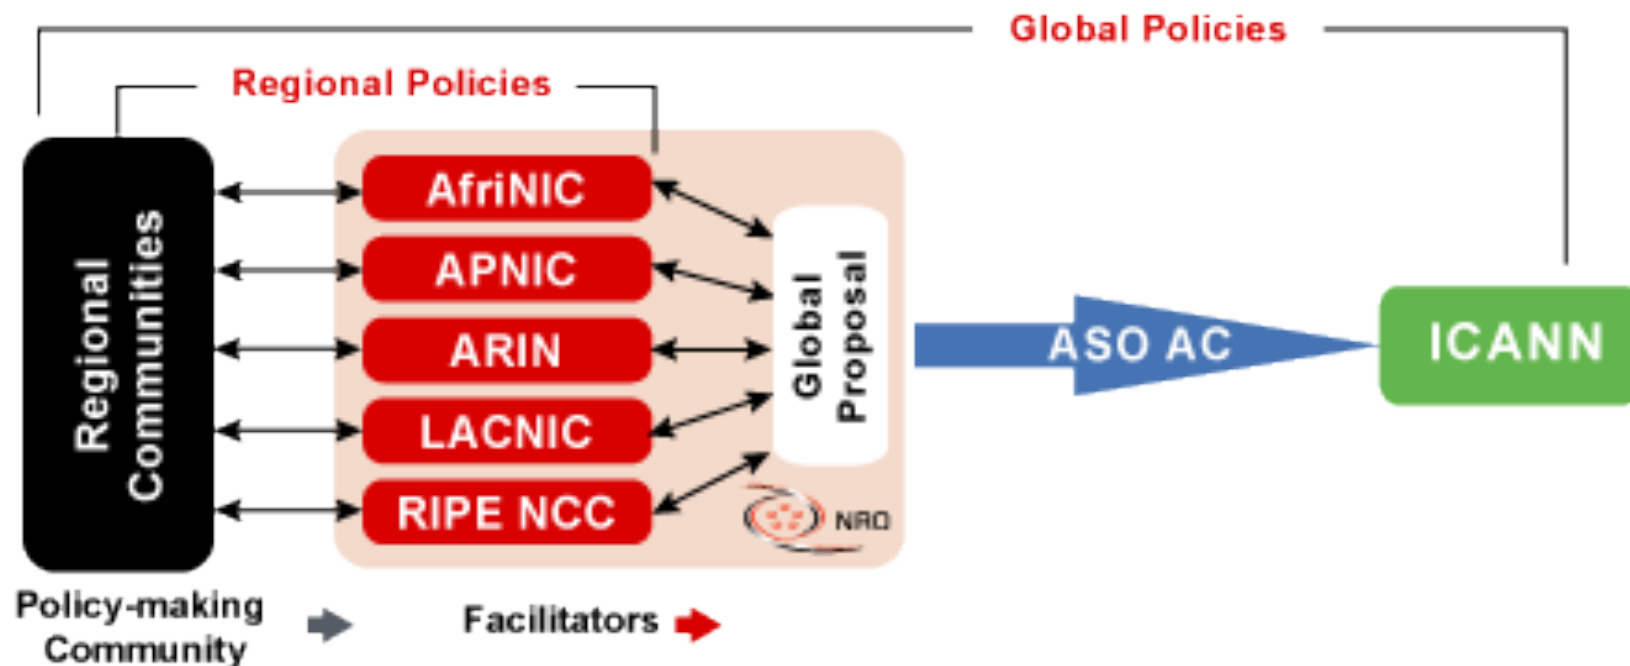 Global Policies
Regional Policies
Regional
Communities
AfriNIC
APNIC
ARIN
LACNIC
RIPE NCC
Global
Proposal
NRO
ASO AC
ICANN
Policy-making
Community
Facilitators